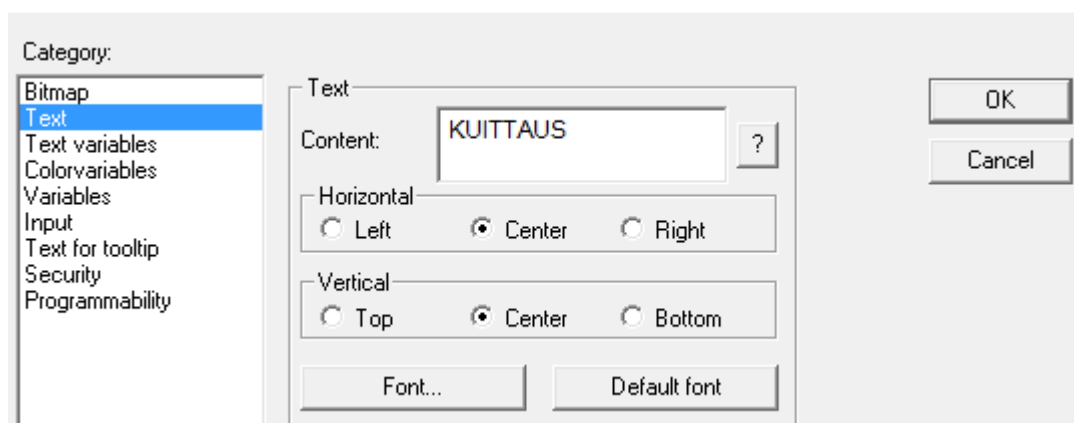 Category:
Bitmap
Text
Text variables
Colorvariables
Variables
Input
Text for tooltip
Security
Programmability
Text
Content:
KUITTAUS
?
Horizontal
Left Center Right
Vertical
Top Center Bottom
Font... Default font
OK
Cancel